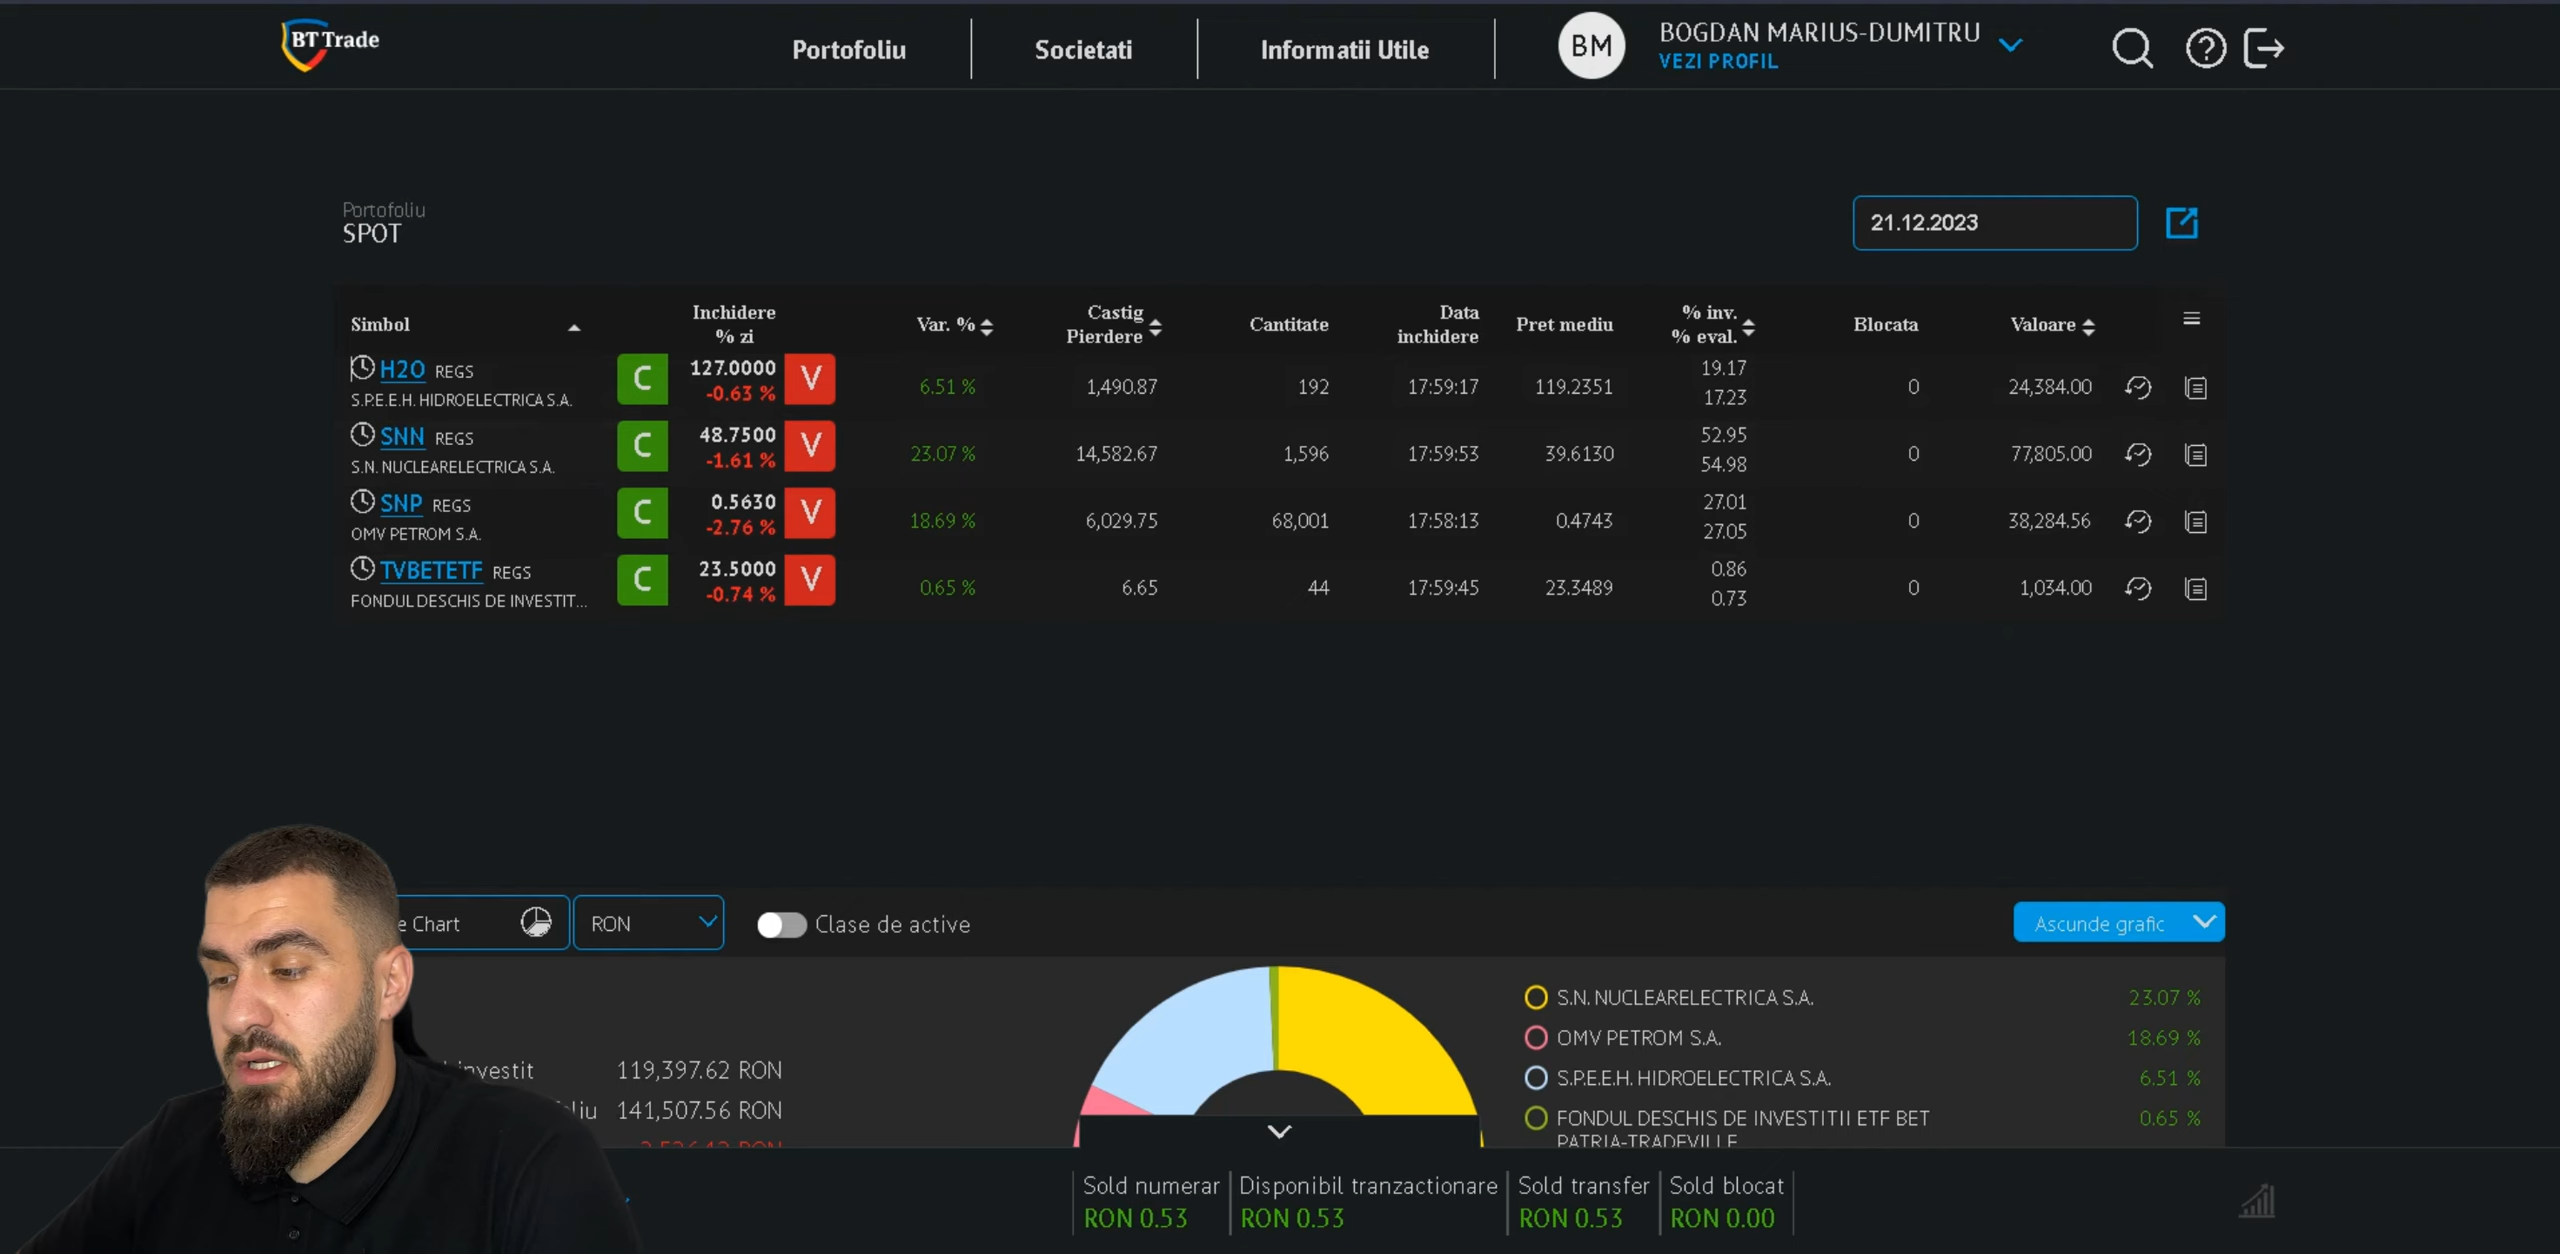 BT Trade
Portofoliu
Societati
Informatii Utile
BM
BOGDAN MARIUS-DUMITRU
VEZI PROFIL
Portofoliu
SPOT
21.12.2023
Simbol Inchidere % zi Var. % Castig Pierdere Cantitate Data inchidere Pret mediu % inv. % eval. Blocata Valoare
H2O REGS C 127.0000 V 6.51 % 1,490.87 192 17:59:17 119.2351 19.17 0 24,384.00
S.P.E.E.H. HIDROELECTRICA S.A. -0.63 % 17.23
SNN REGS C 48.7500 V 23.07 % 14,582.67 1,596 17:59:53 39.6130 52.95 0 77,805.00
S.N. NUCLEARELECTRICA S.A. -1.61 % 54.98
SNP REGS C 0.5630 V 18.69 % 6,029.75 68,001 17:58:13 0.4743 27.01 0 38,284.56
OMV PETROM S.A. -2.76 % 27.05
TVBETETF REGS C 23.5000 V 0.65 % 6.65 44 17:59:45 23.3489 0.86 0 1,034.00
FONDUL DESCHIS DE INVESTIT... -0.74 % 0.73
e Chart
RON
Clase de active
Ascunde grafic
investit 119,397.62 RON
liu 141,507.56 RON
S.N. NUCLEARELECTRICA S.A. 23.07 %
OMV PETROM S.A. 18.69 %
S.P.E.E.H. HIDROELECTRICA S.A. 6.51 %
FONDUL DESCHIS DE INVESTITII ETF BET 0.65 %
PATRIA-TRADEVILLE
Sold numerar Disponibil tranzactionare Sold transfer Sold blocat
RON 0.53 RON 0.53 RON 0.53 RON 0.00